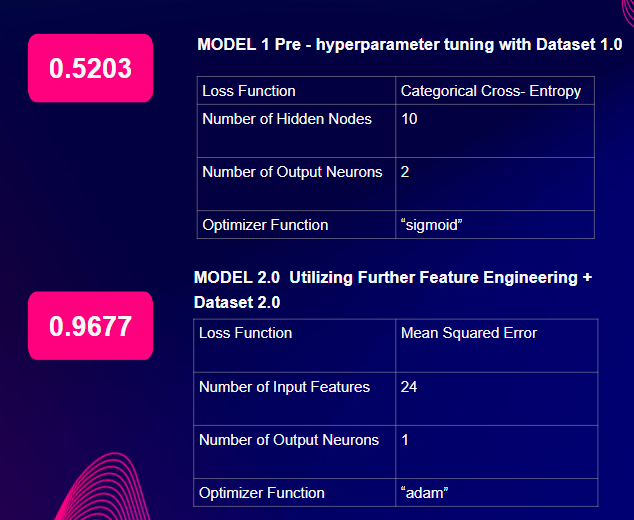 MODEL 1 Pre - hyperparameter tuning with Dataset 1.0
0.5203
Loss Function Categorical Cross- Entropy
Number of Hidden Nodes 10
Number of Output Neurons 2
Optimizer Function “sigmoid”
MODEL 2.0 Utilizing Further Feature Engineering +
Dataset 2.0
0.9677
Loss Function Mean Squared Error
Number of Input Features 24
Number of Output Neurons 1
Optimizer Function “adam”